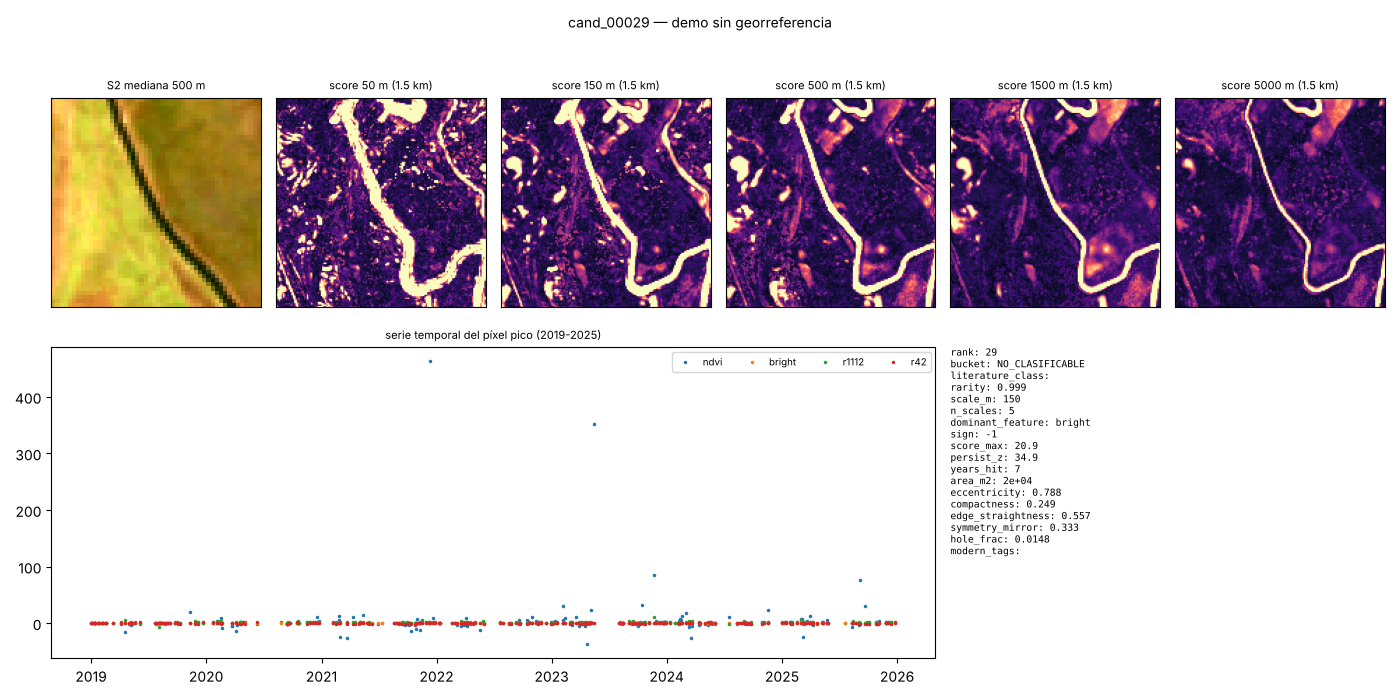 cand_00029 — demo sin georreferencia
S2 mediana 500 m
score 50 m (1.5 km)
score 150 m (1.5 km)
score 500 m (1.5 km)
score 1500 m (1.5 km)
score 5000 m (1.5 km)
serie temporal del píxel pico (2019-2025)
ndvi
bright
r1112
r42
400
300
200
100
0
2019
2020
2021
2022
2023
2024
2025
2026
rank: 29
bucket: NO_CLASIFICABLE
literature_class:
rarity: 0.999
scale_m: 150
n_scales: 5
dominant_feature: bright
sign: -1
score_max: 20.9
persist_z: 34.9
years_hit: 7
area_m2: 2e+04
eccentricity: 0.788
compactness: 0.249
edge_straightness: 0.557
symmetry_mirror: 0.333
hole_frac: 0.0148
modern_tags: